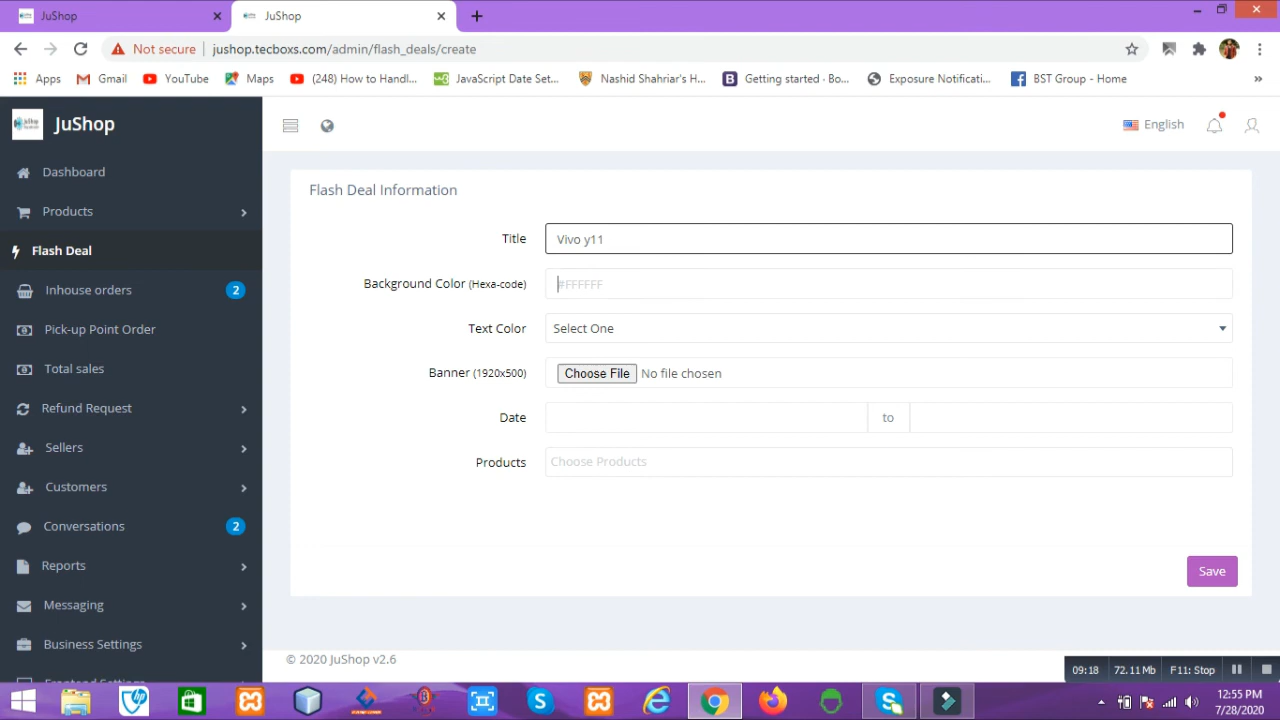 JuShop
JuShop
Not secure
jushop.tecboxs.com/admin/flash_deals/create
Apps
Gmail
YouTube
Maps
(248) How to Handl...
JavaScript Date Set...
Nashid Shahriar's H...
Getting started · Bo...
Exposure Notificati...
BST Group - Home
JuShop
English
Dashboard
Products
Flash Deal
Inhouse orders
2
Pick-up Point Order
Total sales
Refund Request
Sellers
Customers
Conversations
2
Reports
Messaging
Business Settings
Flash Deal Information
Title
Vivo y11
Background Color (Hexa-code)
#FFFFFF
Text Color
Select One
Banner (1920x500)
Choose File
No file chosen
Date
to
Products
Choose Products
Save
© 2020 JuShop v2.6
09:18
72.11 Mb
F11: Stop
12:55 PM
7/28/2020